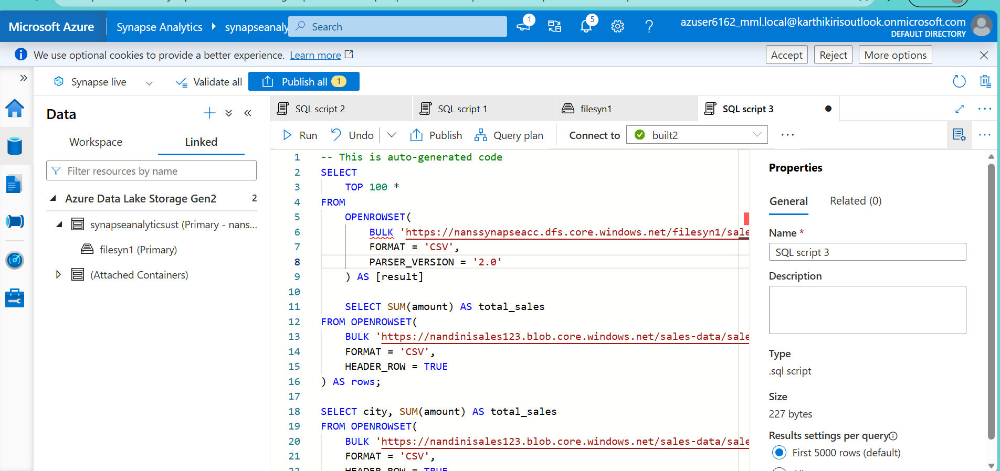 Microsoft Azure
Synapse Analytics
synapseanaly
Search
1
5
azuser6162_mml.local@karthikirisoutlook.onmicrosoft.com
DEFAULT DIRECTORY
We use optional cookies to provide a better experience. Learn more
Accept
Reject
More options
Synapse live
Validate all
Publish all 1
Data
Workspace
Linked
Filter resources by name
Azure Data Lake Storage Gen2 2
synapseanalyticsust (Primary - nans...
filesyn1 (Primary)
(Attached Containers)
SQL script 2
SQL script 1
filesyn1
SQL script 3
Run
Undo
Publish
Query plan
Connect to
built2
1 -- This is auto-generated code
2 SELECT
3 TOP 100 *
4 FROM
5 OPENROWSET(
6 BULK 'https://nanssynapseacc.dfs.core.windows.net/filesyn1/sale
7 FORMAT = 'CSV',
8 PARSER_VERSION = '2.0'
9 ) AS [result]
10
11 SELECT SUM(amount) AS total_sales
12 FROM OPENROWSET(
13 BULK 'https://nandinisales123.blob.core.windows.net/sales-data/sale
14 FORMAT = 'CSV',
15 HEADER_ROW = TRUE
16 ) AS rows;
17
18 SELECT city, SUM(amount) AS total_sales
19 FROM OPENROWSET(
20 BULK 'https://nandinisales123.blob.core.windows.net/sales-data/sale
21 FORMAT = 'CSV',
22 HEADER_ROW = TRUE
Properties
General
Related (0)
Name *
SQL script 3
Description
Type
.sql script
Size
227 bytes
Results settings per query
First 5000 rows (default)